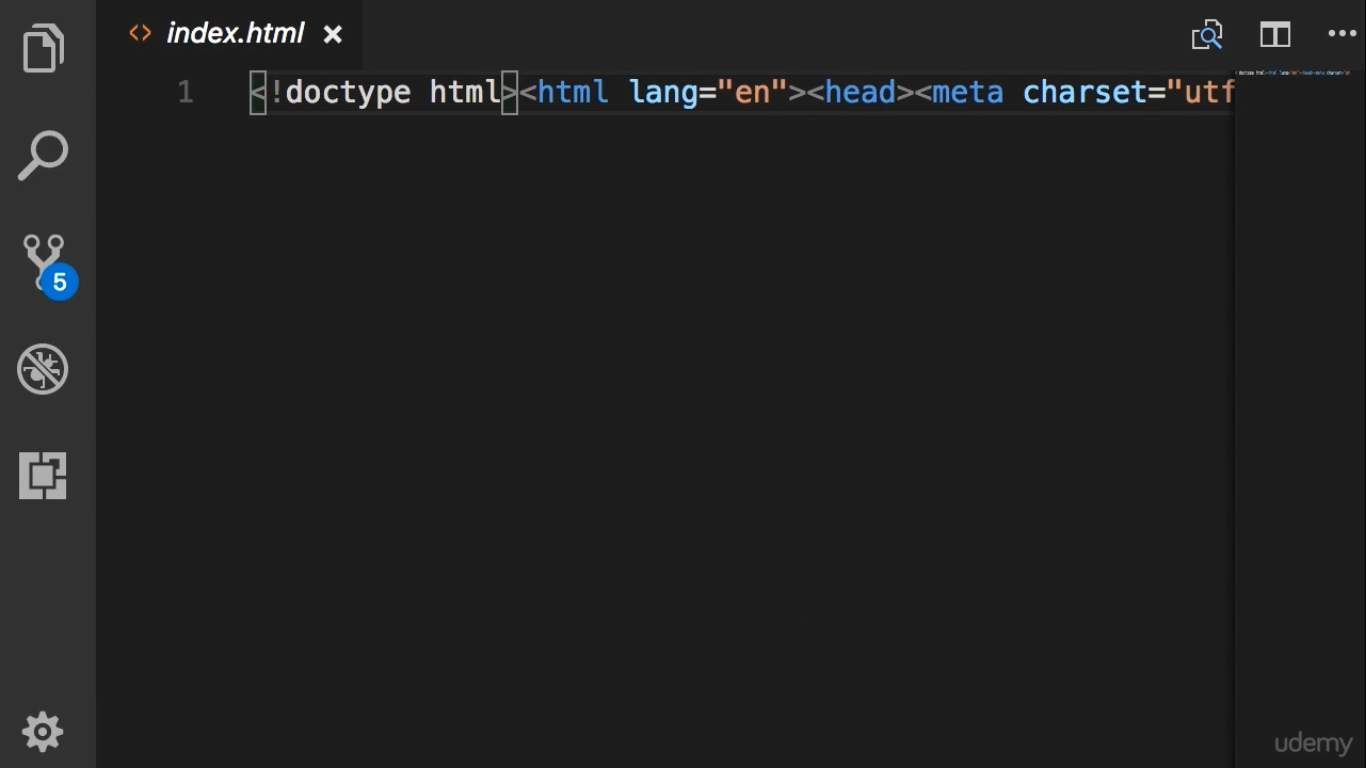 index.html
1 <!doctype html><html lang="en"><head><meta charset="utf
5
udemy